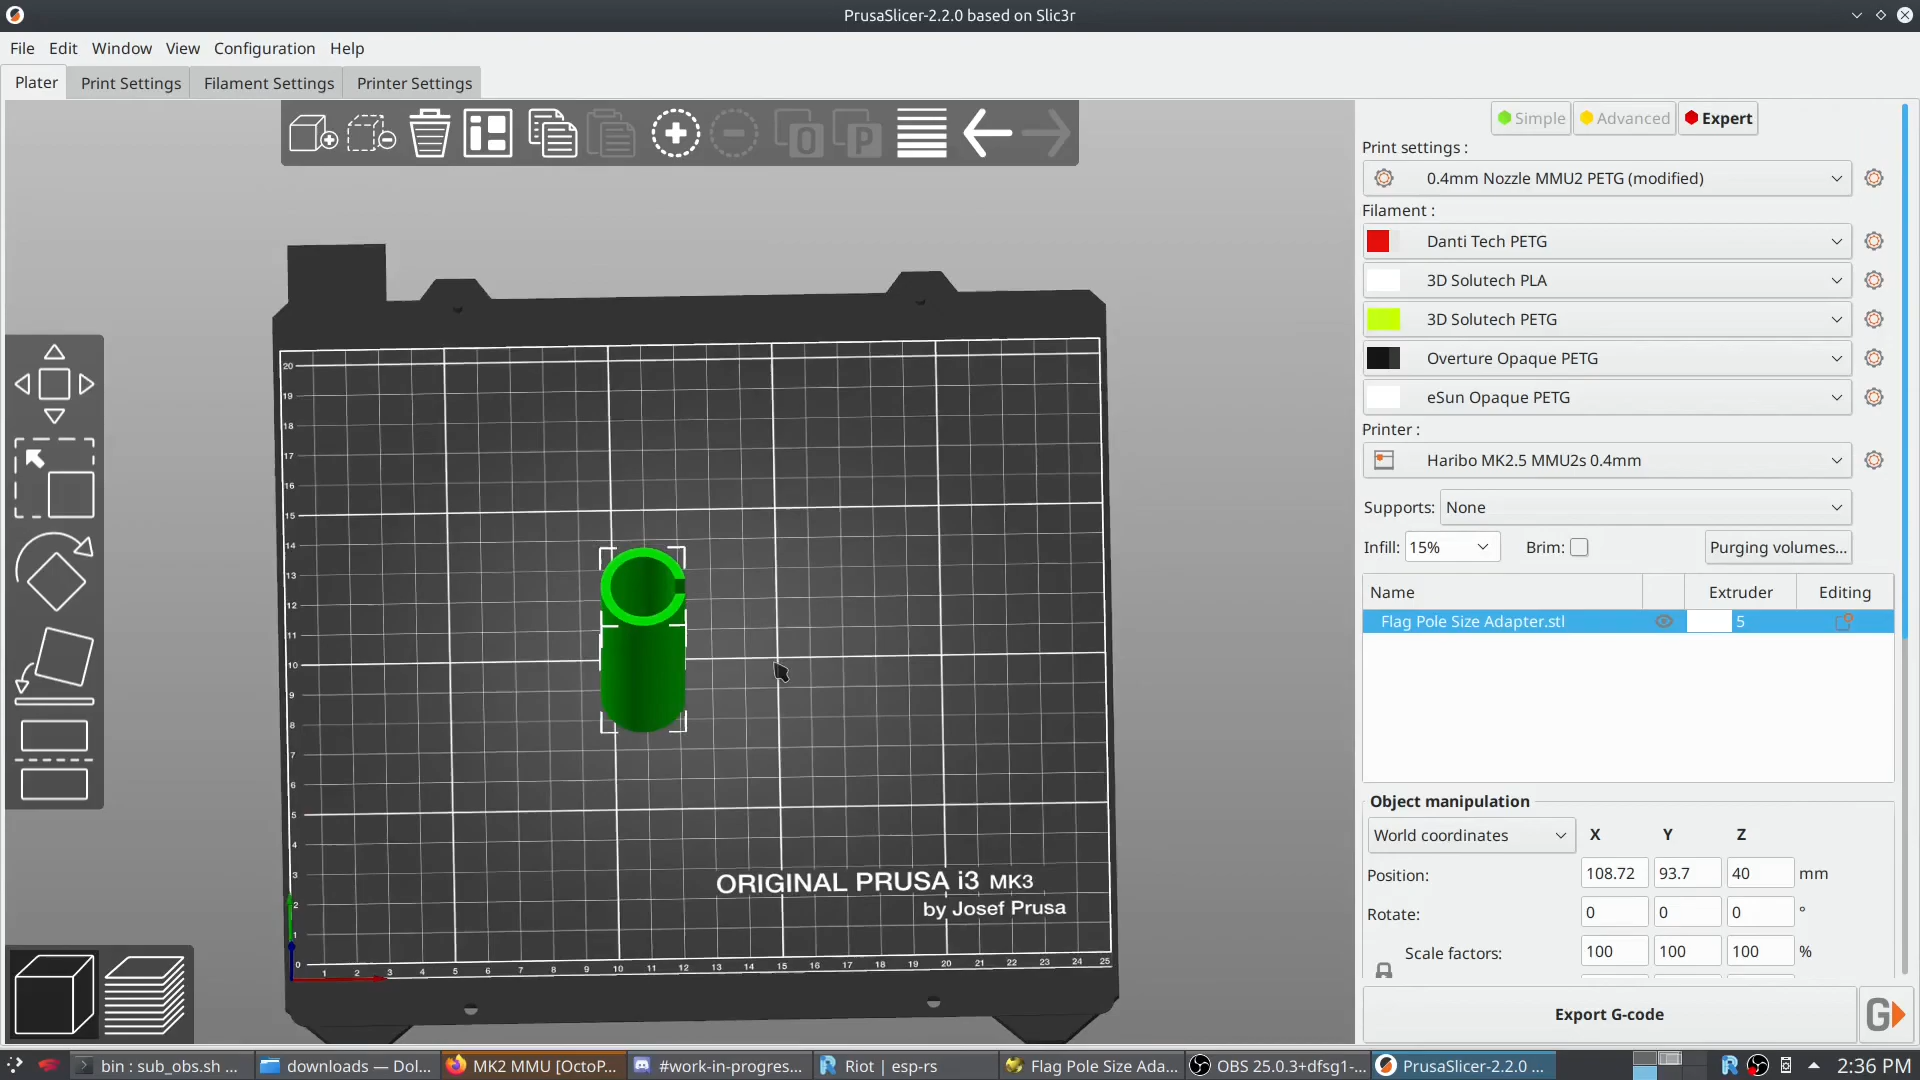 PrusaSlicer-2.2.0 based on Slic3r
File Edit Window View Configuration Help
Plater Print Settings Filament Settings Printer Settings
Simple Advanced Expert
Print settings :
0.4mm Nozzle MMU2 PETG (modified)
Filament :
Danti Tech PETG
3D Solutech PLA
3D Solutech PETG
Overture Opaque PETG
eSun Opaque PETG
Printer :
Haribo MK2.5 MMU2s 0.4mm
Supports: None
Infill: 15% Brim: Purging volumes...
Name Extruder Editing
Flag Pole Size Adapter.stl 5
Object manipulation
World coordinates X Y Z
Position: 108.72 93.7 40 mm
Rotate: 0 0 0 °
Scale factors: 100 100 100 %
Export G-code
G
O P
20
19
18
17
16
15
14
13
12
11
10
9
8
7
6
5
4
3
2
1
0
1 2 3 4 5 6 7 8 9 10 11 12 13 14 15 16 17 18 19 20 21 22 23 24 25
ORIGINAL PRUSA i3 MK3
by Josef Prusa
bin : sub_obs.sh ... downloads — Dol... MK2 MMU [OctoP... #work-in-progres... Riot | esp-rs Flag Pole Size Ada... OBS 25.0.3+dfsg1-... PrusaSlicer-2.2.0 ... 2:36 PM